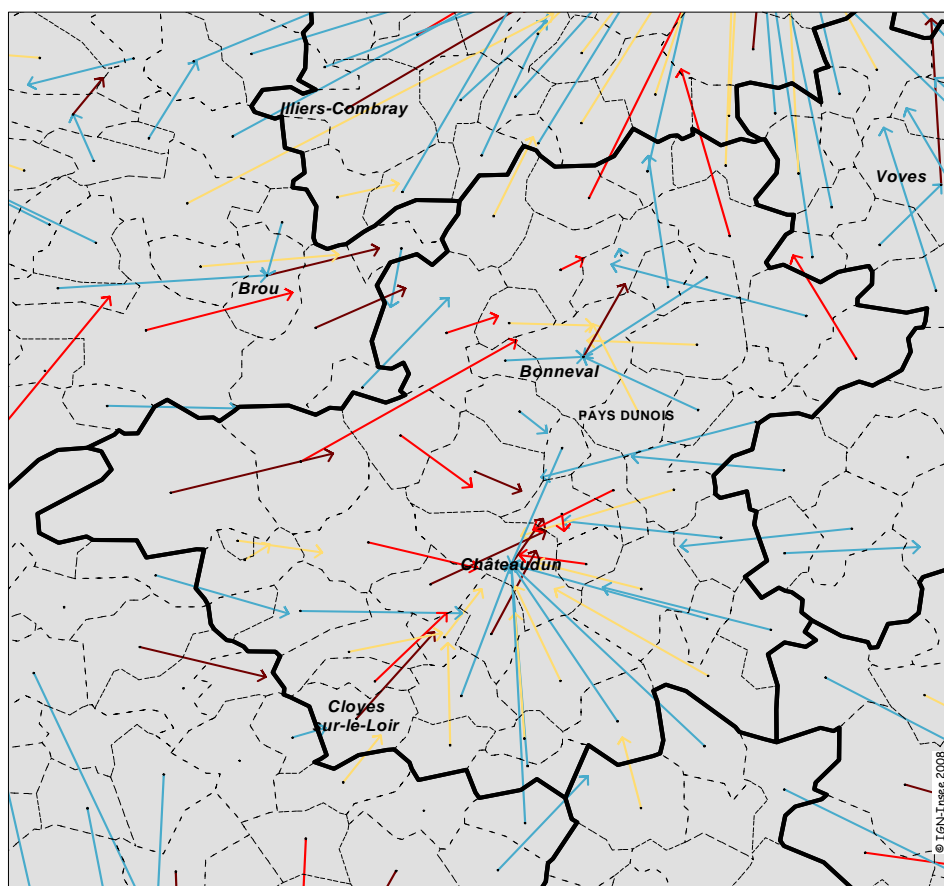 Illiers-Combray
Voves
Brou
Bonneval
PAYS DUNOIS
Châteaudun
Cloyes
sur-le-Loir
© IGN-Insee 2008